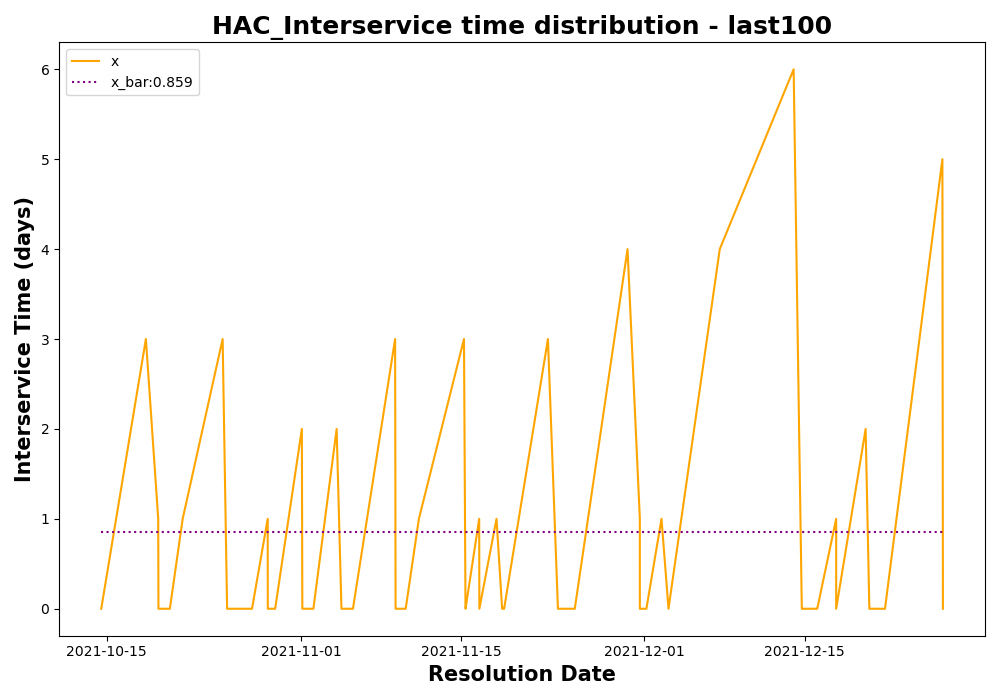 HAC_Interservice time distribution - last100
x
x_bar:0.859
6
5
4
3
2
1
0
Interservice Time (days)
2021-10-15 2021-11-01 2021-11-15 2021-12-01 2021-12-15
Resolution Date